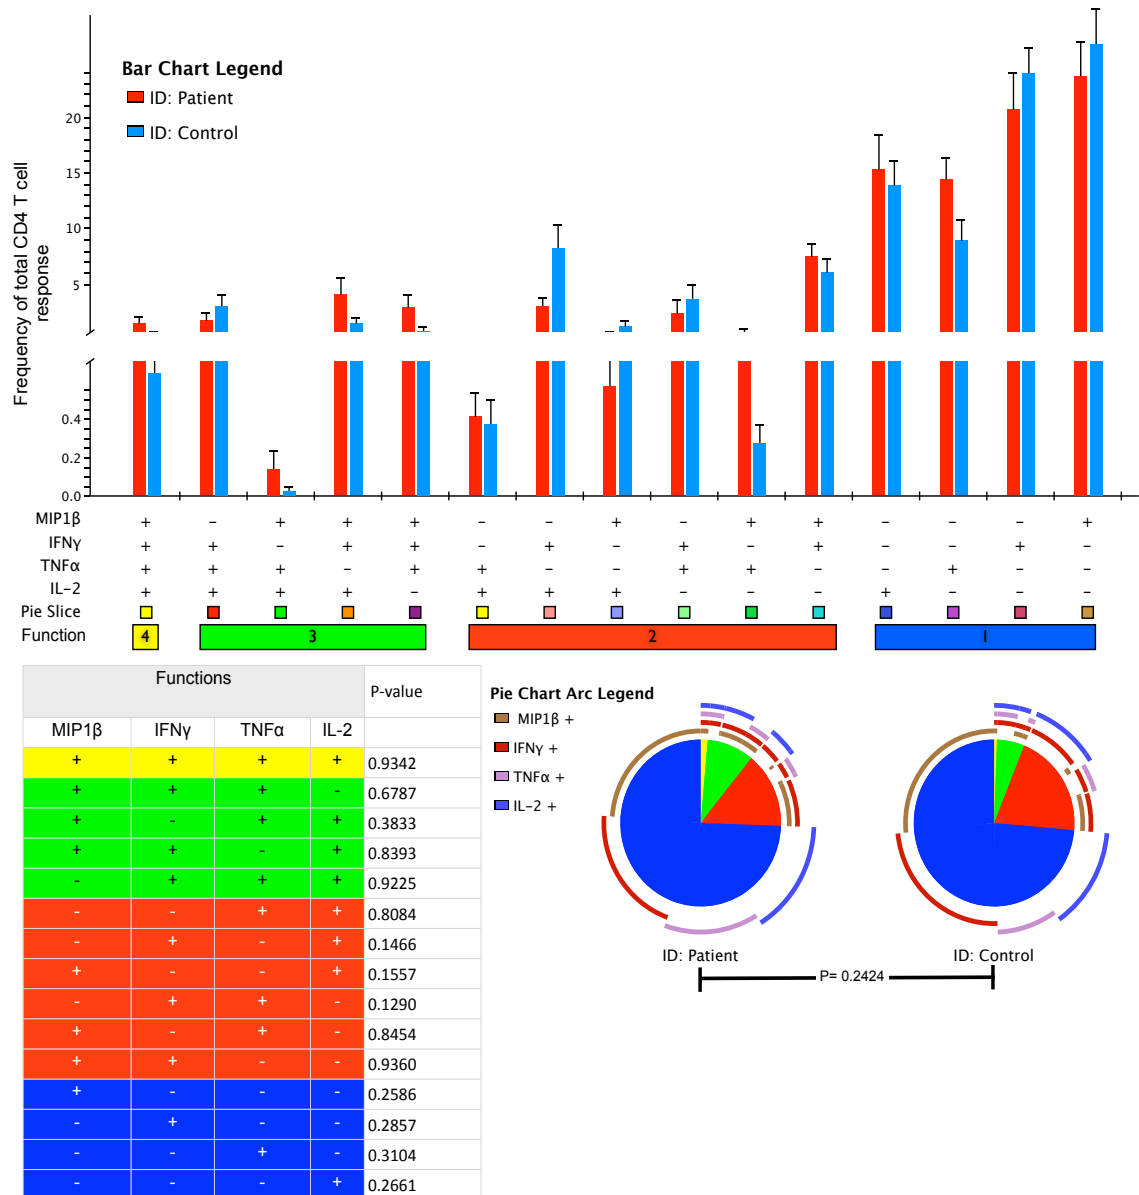 Bar Chart Legend
ID: Patient
ID: Control
Frequency of total CD4 T cell
response
20
15
10
5
0.4
0.2
0.0
MIP1β + – + + + – – + – + + – – – +
IFNγ + + – + + – + – + – + – – + –
TNFα + + + – + + – – + + – – + – –
IL-2 + + + + – + + + – – – + – – –
Pie Slice
Function 4 3 2 1
Functions P-value
MIP1β IFNγ TNFα IL-2
+ + + + 0.9342
+ + + - 0.6787
+ - + + 0.3833
+ + - + 0.8393
- + + + 0.9225
- - + + 0.8084
- + - + 0.1466
+ - - + 0.1557
- + + - 0.1290
+ - + - 0.8454
+ + - - 0.9360
+ - - - 0.2586
- + - - 0.2857
- - + - 0.3104
- - - + 0.2661
Pie Chart Arc Legend
MIP1β +
IFNγ +
TNFα +
IL-2 +
ID: Patient ID: Control
P= 0.2424